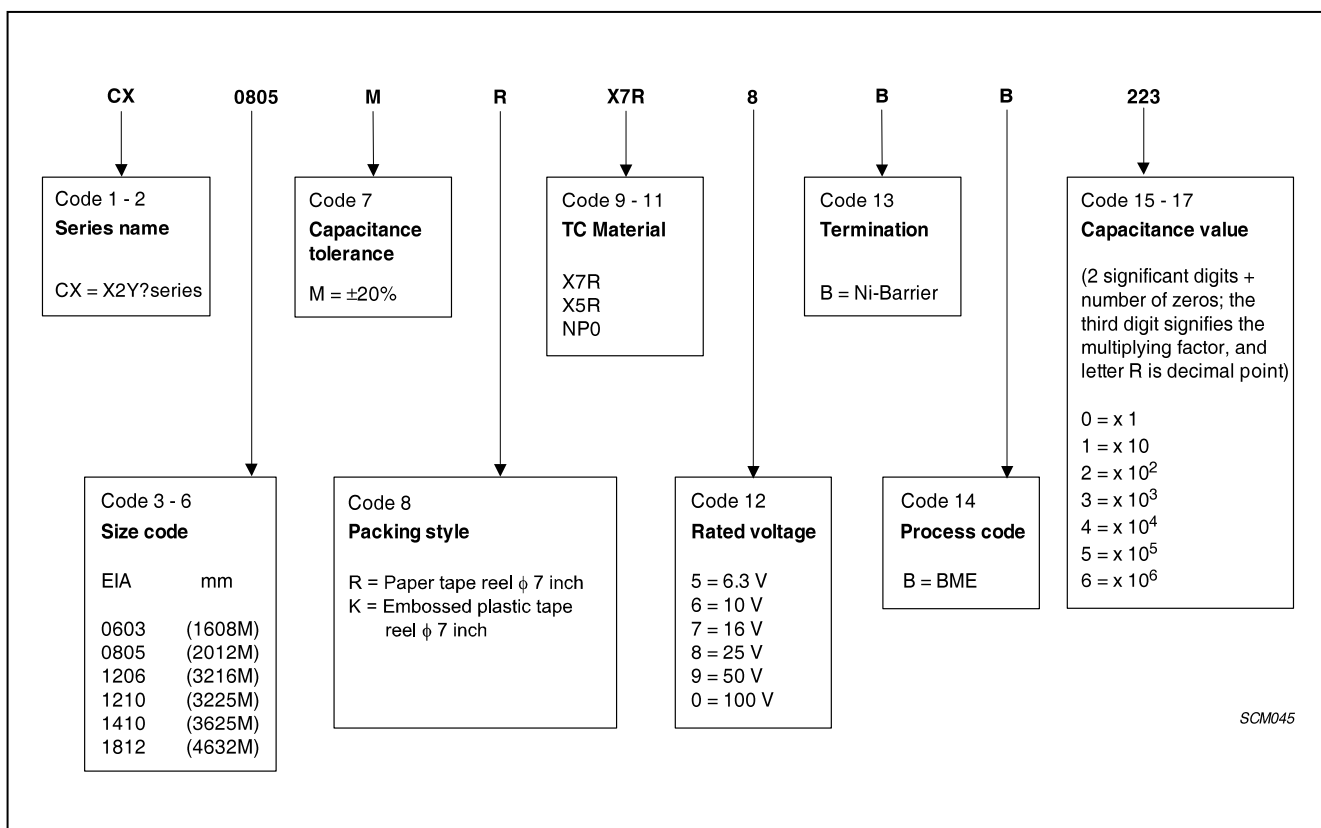 CX 0805 M R X7R 8 B B 223
Code 1 - 2
Series name
CX = X2Y?series
Code 7
Capacitance
tolerance
M = ±20%
Code 9 - 11
TC Material
X7R
X5R
NP0
Code 13
Termination
B = Ni-Barrier
Code 15 - 17
Capacitance value
(2 significant digits +
number of zeros; the
third digit signifies the
multiplying factor, and
letter R is decimal point)
0 = x 1
1 = x 10
2 = x 10²
3 = x 10³
4 = x 10⁴
5 = x 10⁵
6 = x 10⁶
Code 3 - 6
Size code
EIA mm
0603 (1608M)
0805 (2012M)
1206 (3216M)
1210 (3225M)
1410 (3625M)
1812 (4632M)
Code 8
Packing style
R = Paper tape reel ϕ 7 inch
K = Embossed plastic tape
reel ϕ 7 inch
Code 12
Rated voltage
5 = 6.3 V
6 = 10 V
7 = 16 V
8 = 25 V
9 = 50 V
0 = 100 V
Code 14
Process code
B = BME
SCM045